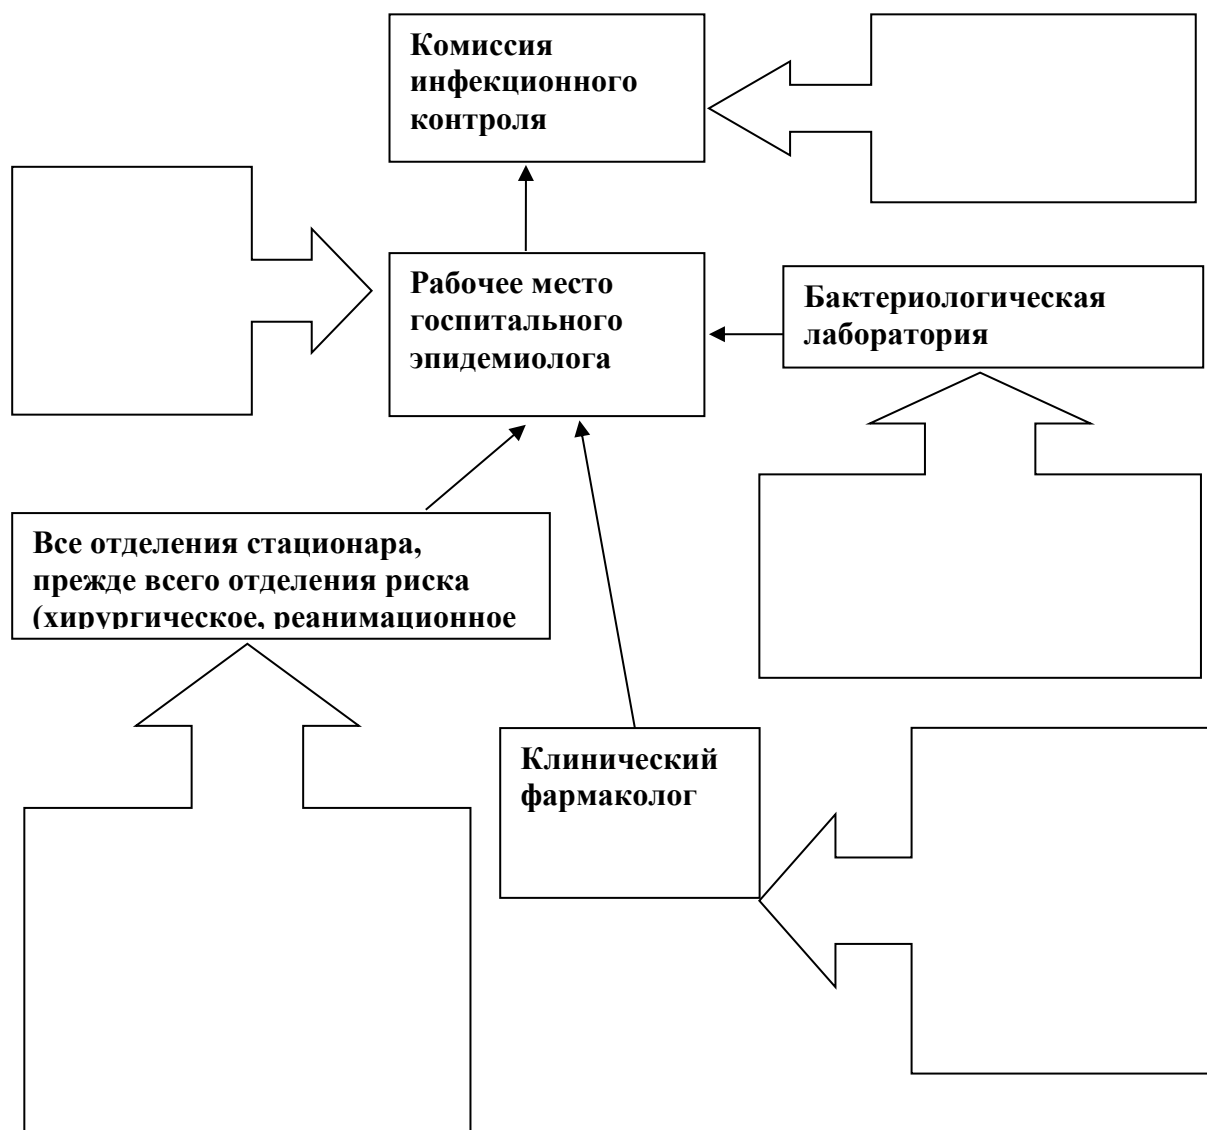 Комиссия
инфекционного
контроля
Рабочее место
госпитального
эпидемиолога
Бактериологическая
лаборатория
Все отделения стационара,
прежде всего отделения риска
(хирургическое, реанимационное
Клинический
фармаколог